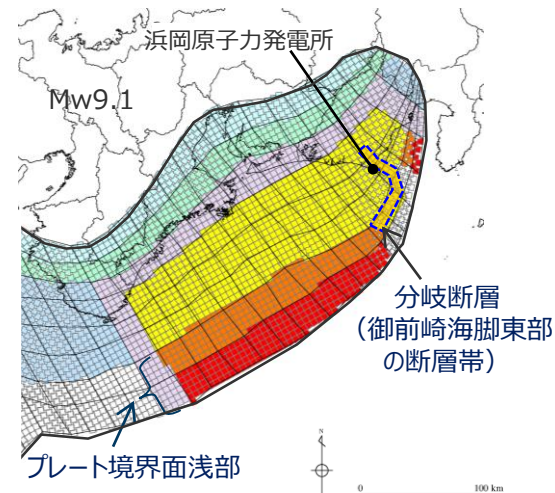 浜岡原子力発電所
Mw9.1
分岐断層
（御前崎海脚東部
の断層帯）
プレート境界面浅部
N
0 100 km